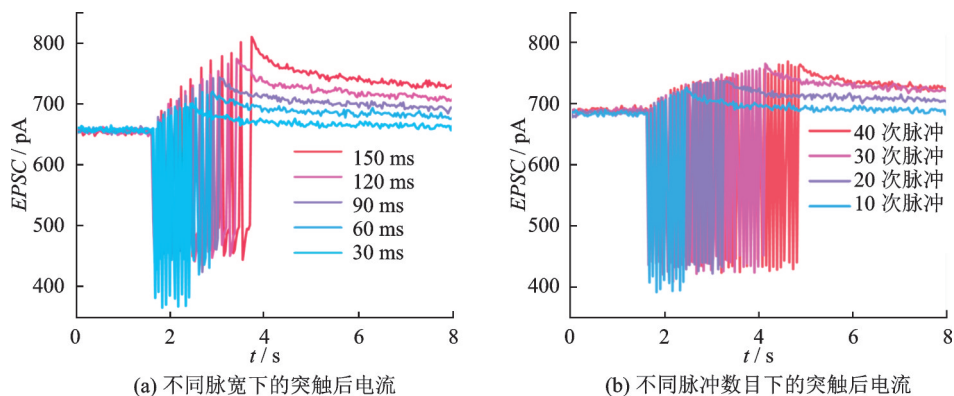 800
700
600
500
400
EPSC / pA
150 ms
120 ms
90 ms
60 ms
30 ms
0 2 4 6 8
t / s
(a) 不同脉宽下的突触后电流
800
700
600
500
400
EPSC / pA
40 次脉冲
30 次脉冲
20 次脉冲
10 次脉冲
0 2 4 6 8
t / s
(b) 不同脉冲数目下的突触后电流